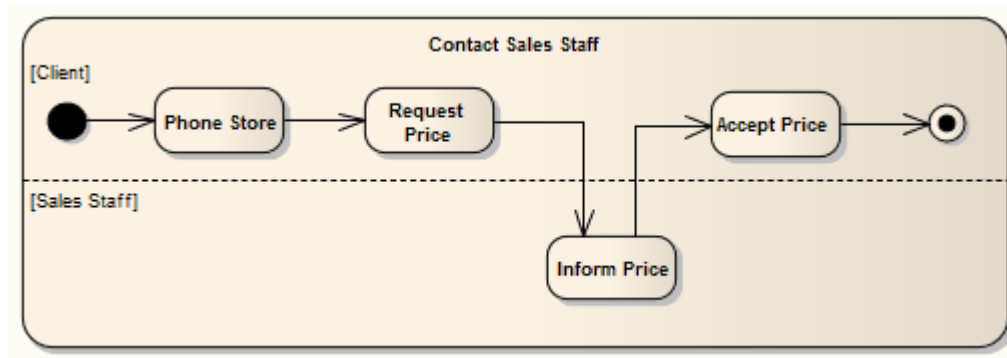 Contact Sales Staff
[Client]
Phone Store
Request
Price
Accept Price
[Sales Staff]
Inform Price